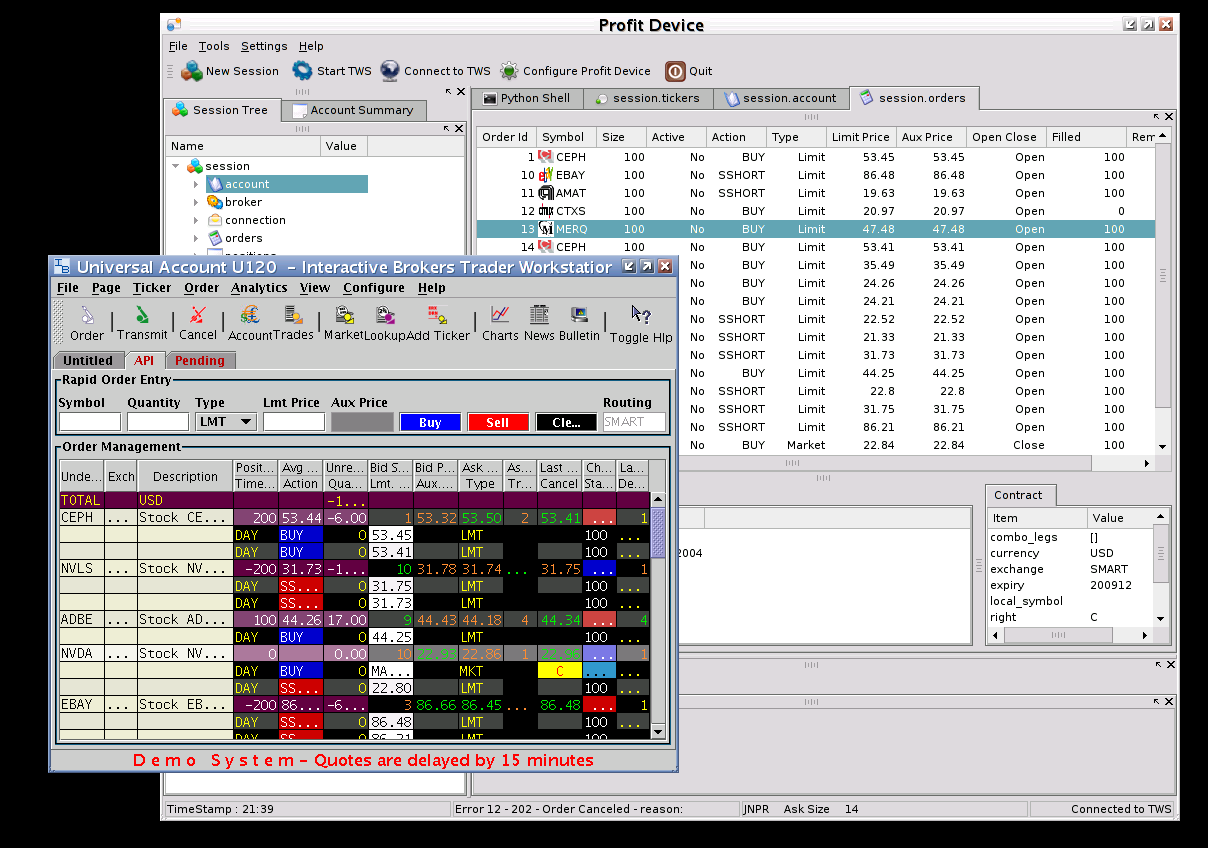 Profit Device
File Tools Settings Help
New Session Start TWS Connect to TWS Configure Profit Device Quit
Session Tree Account Summary
Name Value
session
account
broker
connection
orders
Python Shell session.tickers session.account session.orders
Order Id Symbol Size Active Action Type Limit Price Aux Price Open Close Filled Rem
1 CEPH 100 No BUY Limit 53.45 53.45 Open 100
10 EBAY 100 No SSHORT Limit 86.48 86.48 Open 100
11 AMAT 100 No SSHORT Limit 19.63 19.63 Open 100
12 CTXS 100 No BUY Limit 20.97 20.97 Open 0
13 MERQ 100 No BUY Limit 47.48 47.48 Open 100
14 CEPH 100 No BUY Limit 53.41 53.41 Open 100
No BUY Limit 35.49 35.49 Open 100
No BUY Limit 24.26 24.26 Open 100
No BUY Limit 24.21 24.21 Open 100
No SSHORT Limit 22.52 22.52 Open 100
No SSHORT Limit 21.33 21.33 Open 100
No SSHORT Limit 31.73 31.73 Open 100
No BUY Limit 44.25 44.25 Open 100
No SSHORT Limit 22.8 22.8 Open 100
No SSHORT Limit 31.75 31.75 Open 100
No SSHORT Limit 86.21 86.21 Open 100
No BUY Market 22.84 22.84 Close 100
Universal Account U120 – Interactive Brokers Trader Workstation
File Page Ticker Order Analytics View Configure Help
Order Transmit Cancel Account Trades Market Lookup Add Ticker Charts News Bulletin Toggle Hlp
Untitled API Pending
Rapid Order Entry
Symbol Quantity Type Lmt Price Aux Price Routing
LMT Buy Sell Cle... SMART
Order Management
Unde... Exch Description Posit... Avg ... Unre... Bid S... Bid P... Ask ... As... Last ... Ch... La...
Time... Action Qua... Lmt. ... Aux.... Type Tr... Cancel Sta... De...
TOTAL USD -1...
CEPH ... Stock CE... 200 53.44 -6.00 1 53.32 53.50 2 53.41 ... 1
DAY BUY 0 53.45 LMT 100 ...
DAY BUY 0 53.41 LMT 100 ...
NVLS ... Stock NV... -200 31.73 -1... 10 31.78 31.74 ... 31.75 ... 1
DAY SS... 0 31.75 LMT 100 ...
DAY SS... 0 31.73 LMT 100 ...
ADBE ... Stock AD... 100 44.26 17.00 9 44.43 44.18 4 44.34 ... 4
DAY BUY 0 44.25 LMT 100 ...
NVDA ... Stock NV... 0 0.00 10 22.93 22.86 1 22.96 ... 1
DAY BUY 0 MA... MKT C ... ...
DAY SS... 0 22.80 LMT 100 ...
EBAY ... Stock EB... -200 86... -6... 3 86.66 86.45 ... 86.48 ... 1
DAY SS... 0 86.48 LMT 100 ...
DAY SS... 0 86.21 LMT 100 ...
Demo System – Quotes are delayed by 15 minutes
2004
Contract
Item Value
combo_legs []
currency USD
exchange SMART
expiry 200912
local_symbol
right C
TimeStamp : 21:39 Error 12 - 202 - Order Canceled - reason: JNPR Ask Size 14 Connected to TWS